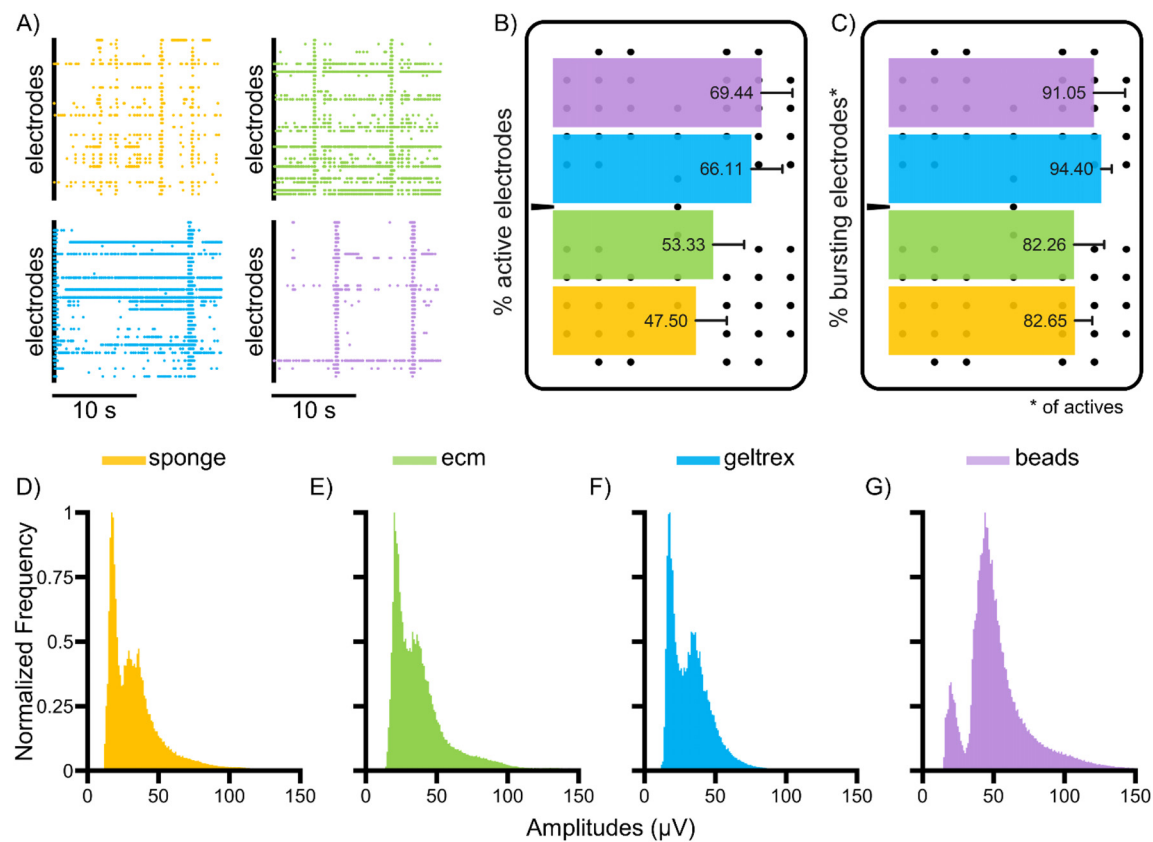 A)
electrodes
electrodes
electrodes
electrodes
10 s
10 s
B)
% active electrodes
69.44
66.11
53.33
47.50
C)
% bursting electrodes*
91.05
94.40
82.26
82.65
* of actives
sponge
ecm
geltrex
beads
D)
E)
F)
G)
Normalized Frequency
1
0.75
0.5
0.25
0
0 50 100 150
0 50 100 150
0 50 100 150
0 50 100 150
Amplitudes (µV)